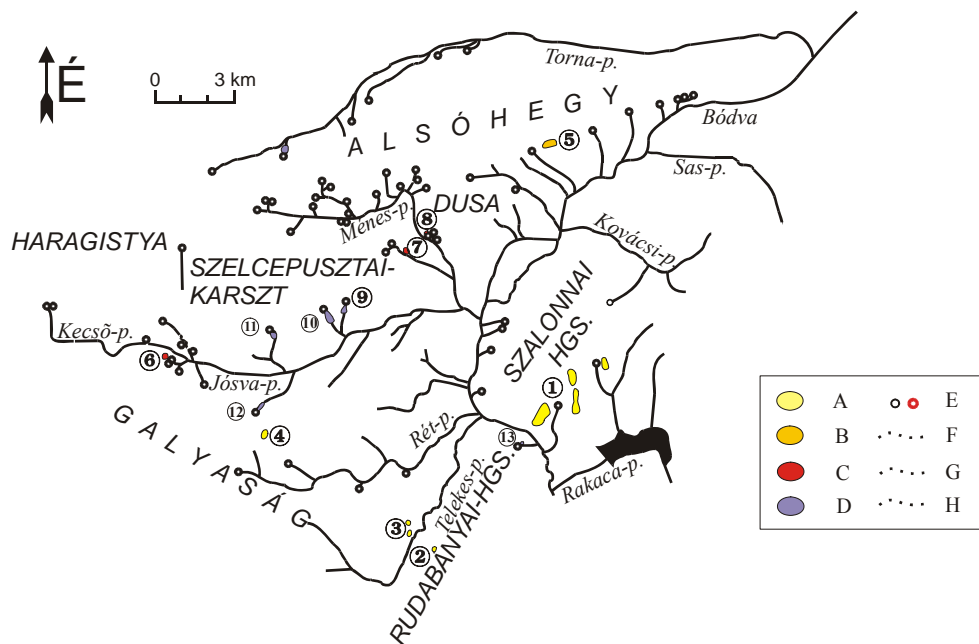 Torna-p.
É
0 3 km
ALSÓHEGY
Bódva
5
Sas-p.
DUSA
Ménes-p.
8
7
HARAGISTYA
Kovácsi-p.
SZELCEPUSZTAI-
KARSZT
9
10
11
SZALONNAI
HGS.
Kecsõ-p.
6
Jósva-p.
1
12
4
GALYASÁG
Rét-p.
13
Rakaca-p.
Telekes-p.
3
2
RUDABÁNYAI-HGS.
A E
B F
C G
D H